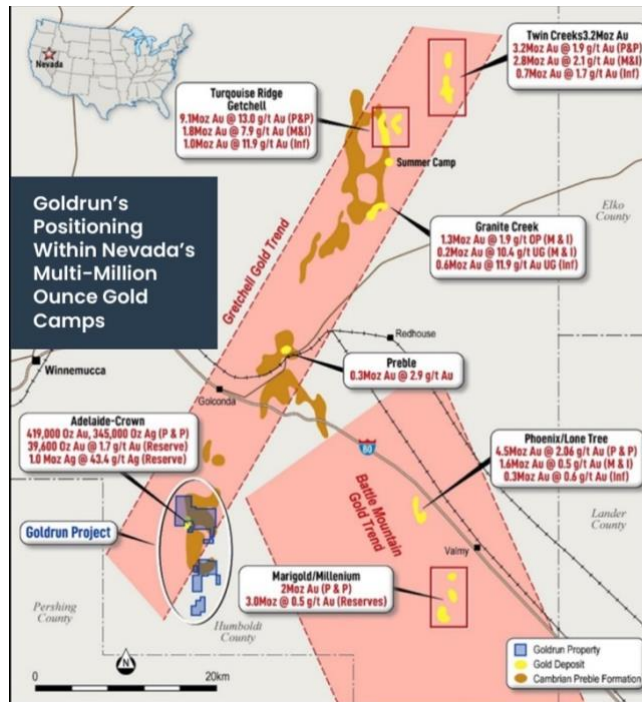 Nevada
Twin Creeks3.2Moz Au
3.2Moz Au @ 1.9 g/t Au (P&P)
2.8Moz Au @ 2.1 g/t Au (M&I)
0.7Moz Au @ 1.7 g/t Au (Inf)
Turqouise Ridge
Getchell
9.1Moz Au @ 13.0 g/t Au (P&P)
1.8Moz Au @ 7.9 g/t Au (M&I)
1.0Moz Au @ 11.9 g/t Au (Inf)
Summer Camp
Goldrun's
Positioning
Within Nevada's
Multi-Million
Ounce Gold
Camps
Elko
County
Granite Creek
1.3Moz Au @ 1.9 g/t OP (M & I)
0.2Moz Au @ 10.4 g/t UG (M & I)
0.6Moz Au @ 11.9 g/t Au UG (Inf)
Gretchell Gold Trend
Redhouse
Winnemucca
Preble
0.3Moz Au @ 2.9 g/t Au
Golconda
Adelaide-Crown
419,000 Oz Au, 345,000 Oz Ag (P & P)
39,600 Oz Au @ 1.7 g/t Au (Reserve)
1.0 Moz Ag @ 43.4 g/t Ag (Reserve)
80
Phoenix/Lone Tree
4.5Moz Au @ 2.06 g/t Au (P & P)
1.6Moz Au @ 0.5 g/t Au (M & I)
0.3Moz Au @ 0.6 g/t Au (Inf)
Battle Mountain
Gold Trend
Goldrun Project
Lander
County
Valmy
Marigold/Millenium
2Moz Au (P & P)
3.0Moz @ 0.5 g/t Au (Reserves)
Pershing
County
Humboldt
County
N
0
20km
Goldrun Property
Gold Deposit
Cambrian Preble Formation